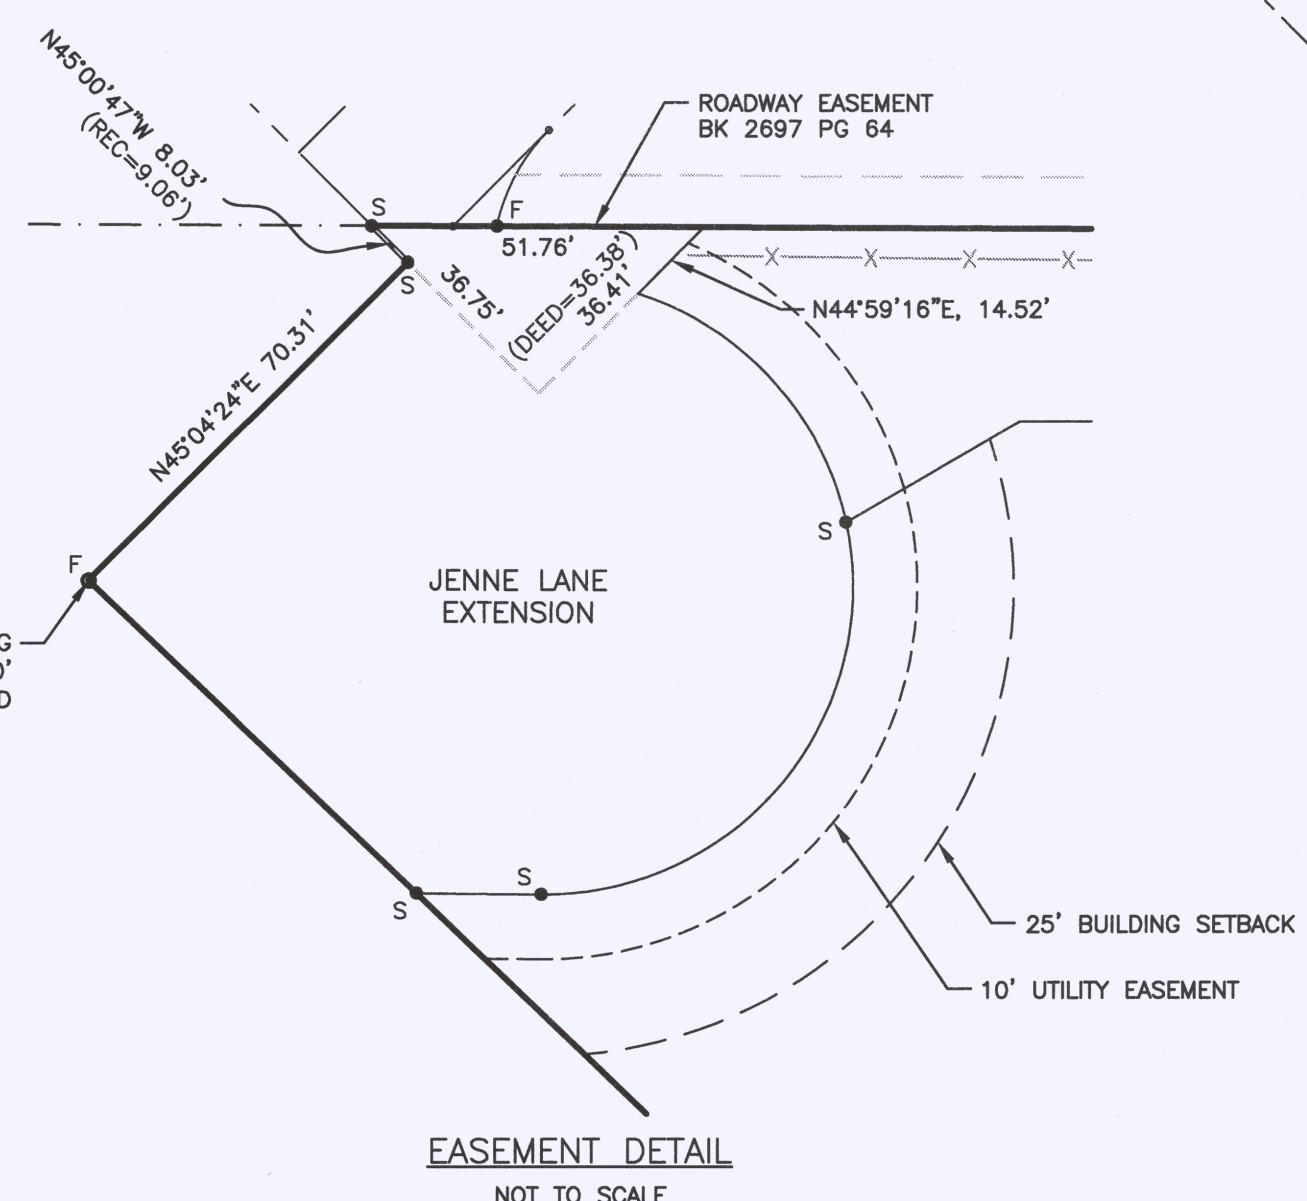 N45°00'47"W 8.03'
(REC=9.06')
ROADWAY EASEMENT
BK 2697 PG 64
S
F
51.76'
S
36.75'
(DEED=36.38')
36.41'
X X X X
N44°59'16"E, 14.52'
N45°04'24"E 70.31'
S
F
JENNE LANE
EXTENSION
G
0'
D
S
S
25' BUILDING SETBACK
10' UTILITY EASEMENT
EASEMENT DETAIL
NOT TO SCALE